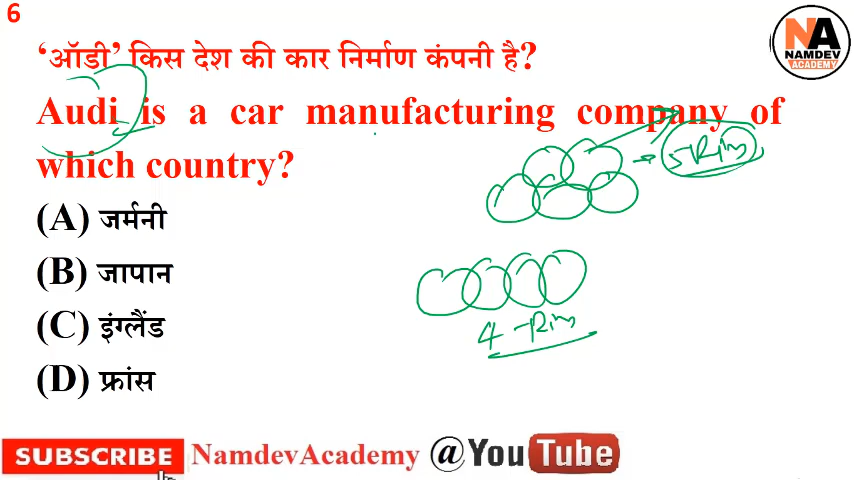 6
NA
NAMDEV
ACADEMY
‘ऑडी’ किस देश की कार निर्माण कंपनी है?
Audi is a car manufacturing company of
which country?
5 Rim
(A) जर्मनी
(B) जापान
4 - Rim
(C) इंग्लैंड
(D) फ्रांस
SUBSCRIBE NamdevAcademy @YouTube